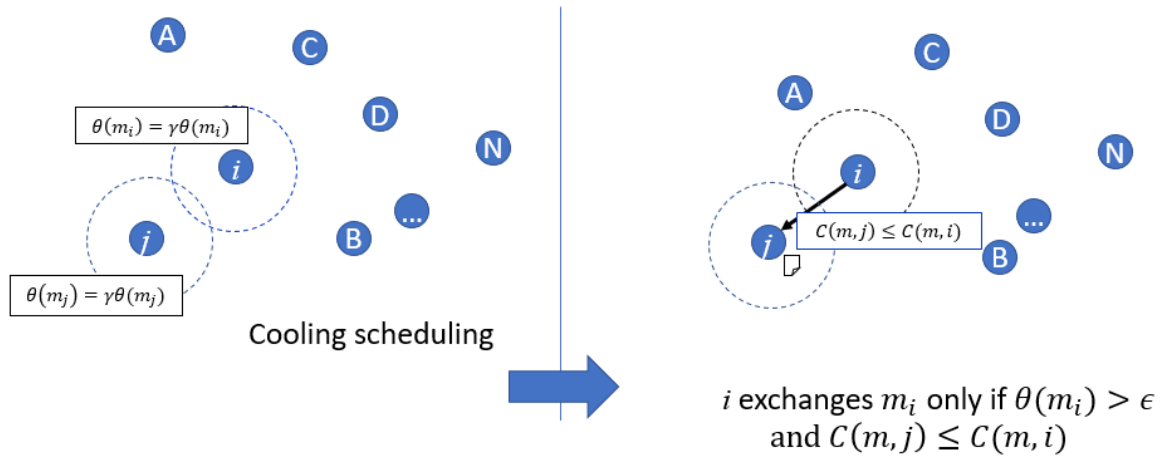 A
C
D
N
θ(m_i) = γθ(m_i)
i
j
...
B
θ(m_j) = γθ(m_j)
Cooling scheduling
C
A
D
N
i
j
C(m, j) ≤ C(m, i)
...
B
i exchanges m_i only if θ(m_i) > ϵ
and C(m, j) ≤ C(m, i)